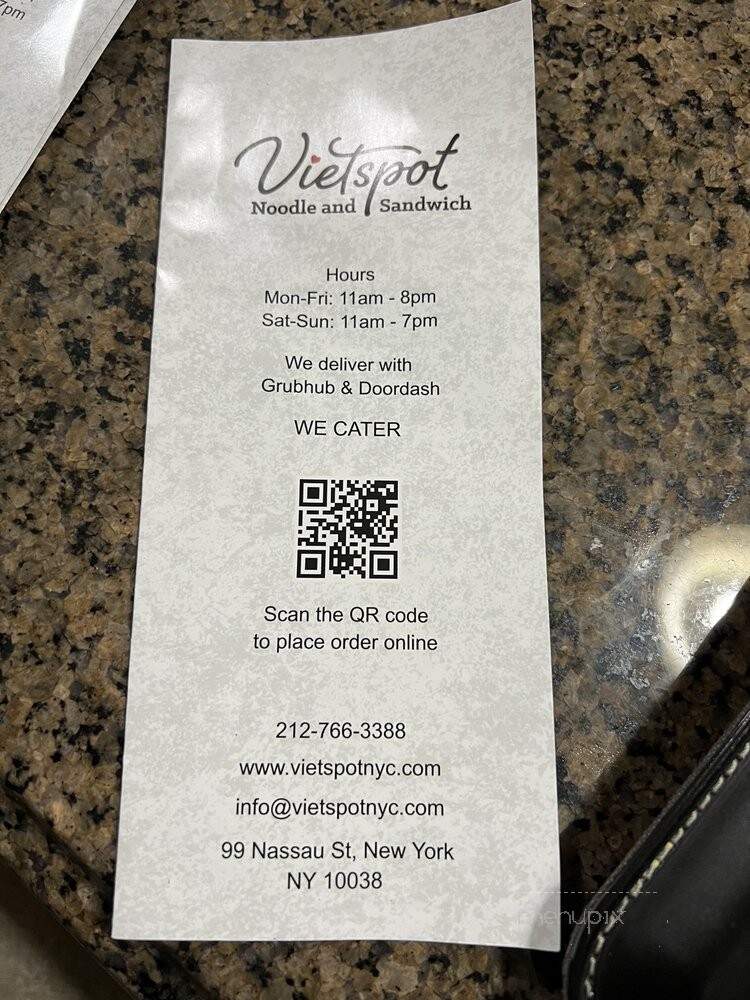 7pm
Vietspot
Noodle and Sandwich
Hours
Mon-Fri: 11am - 8pm
Sat-Sun: 11am - 7pm
We deliver with
Grubhub & Doordash
WE CATER
Scan the QR code
to place order online
212-766-3388
www.vietspotnyc.com
info@vietspotnyc.com
99 Nassau St, New York
NY 10038
menupix